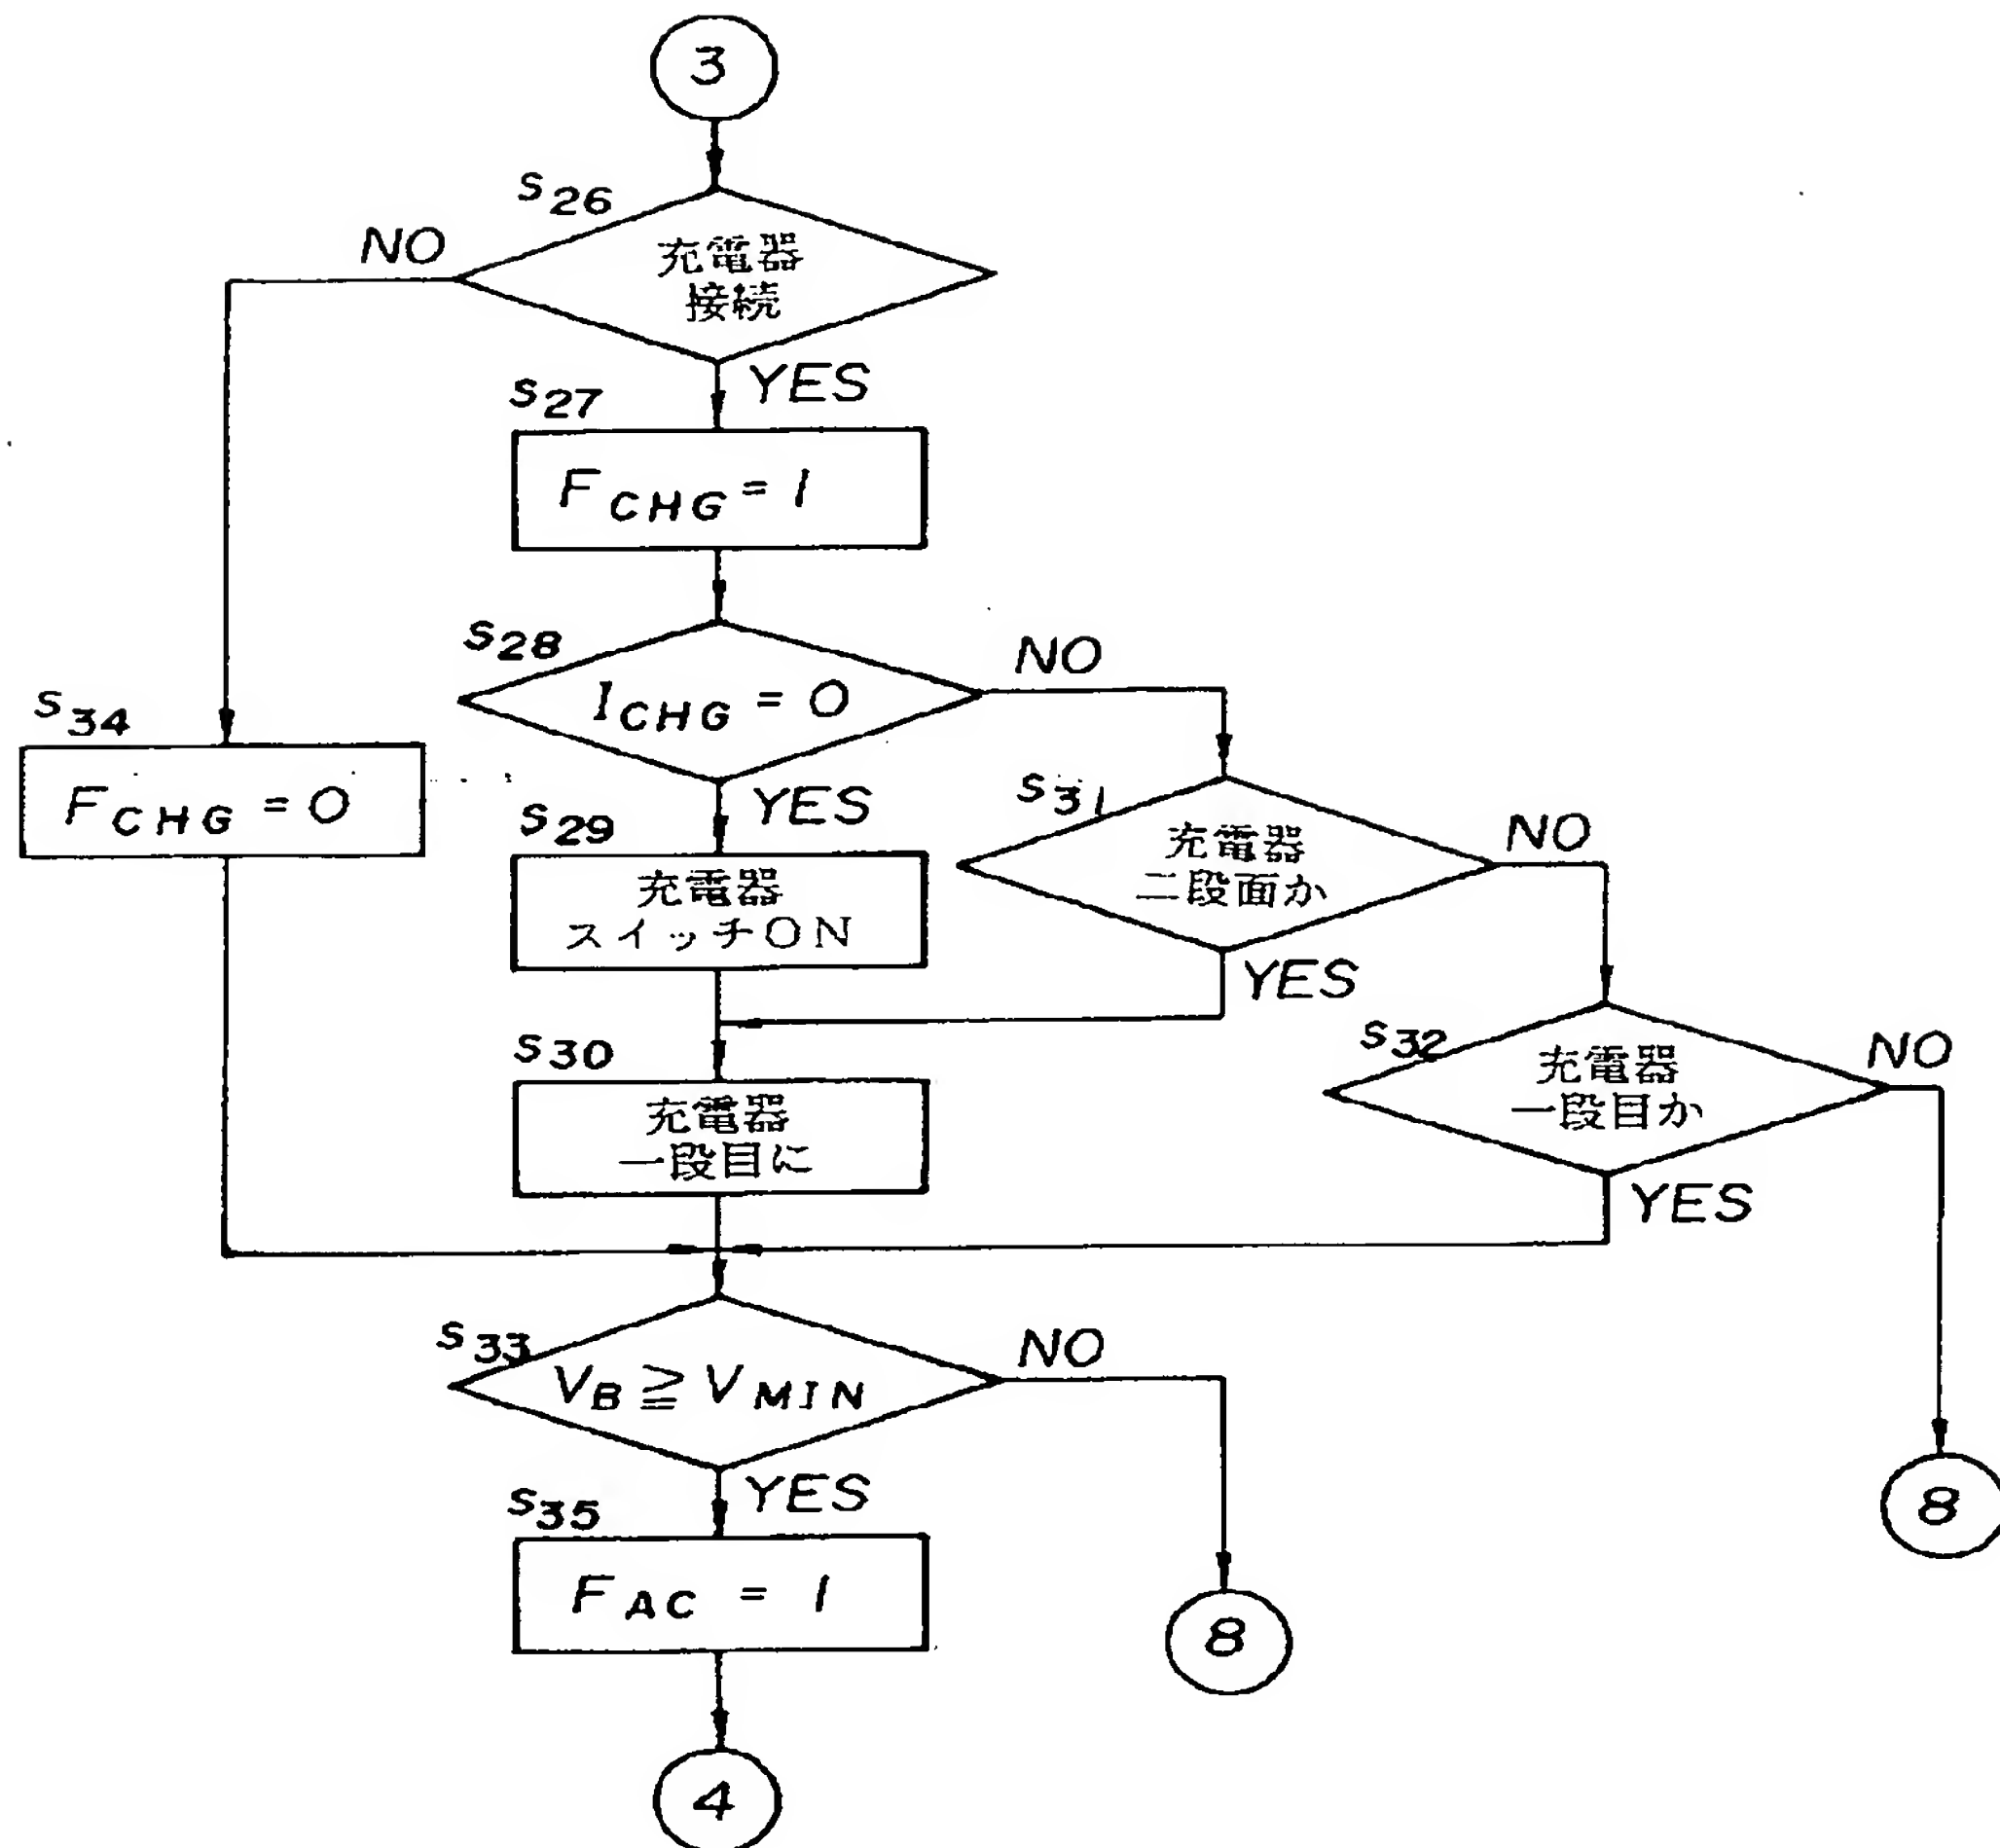 3
S26
NO
充電器
接続
YES
S27
FCHG = 1
S28
NO
ICHG = 0
YES
S34
FCHG = 0
S29
充電器
スイッチON
S31
NO
充電器
二段面か
YES
S30
充電器
一段目に
S32
NO
充電器
一段目か
YES
S33
NO
VB ≧ VMIN
YES
S35
FAC = 1
8
8
4